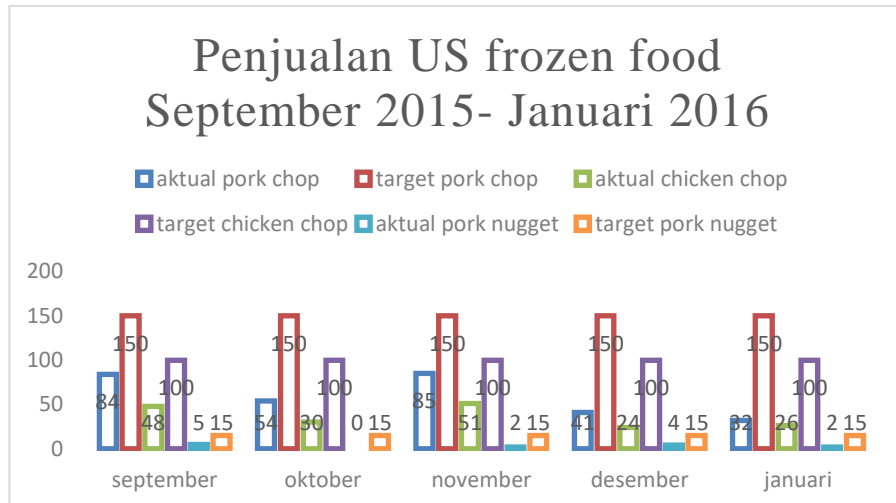 Penjualan US frozen food
September 2015- Januari 2016
aktual pork chop target pork chop aktual chicken chop
target chicken chop aktual pork nugget target pork nugget
200
150
100
50
0
84 150 48 100 5 15
54 150 30 100 0 15
85 150 51 100 2 15
41 150 24 100 4 15
32 150 26 100 2 15
september oktober november desember januari